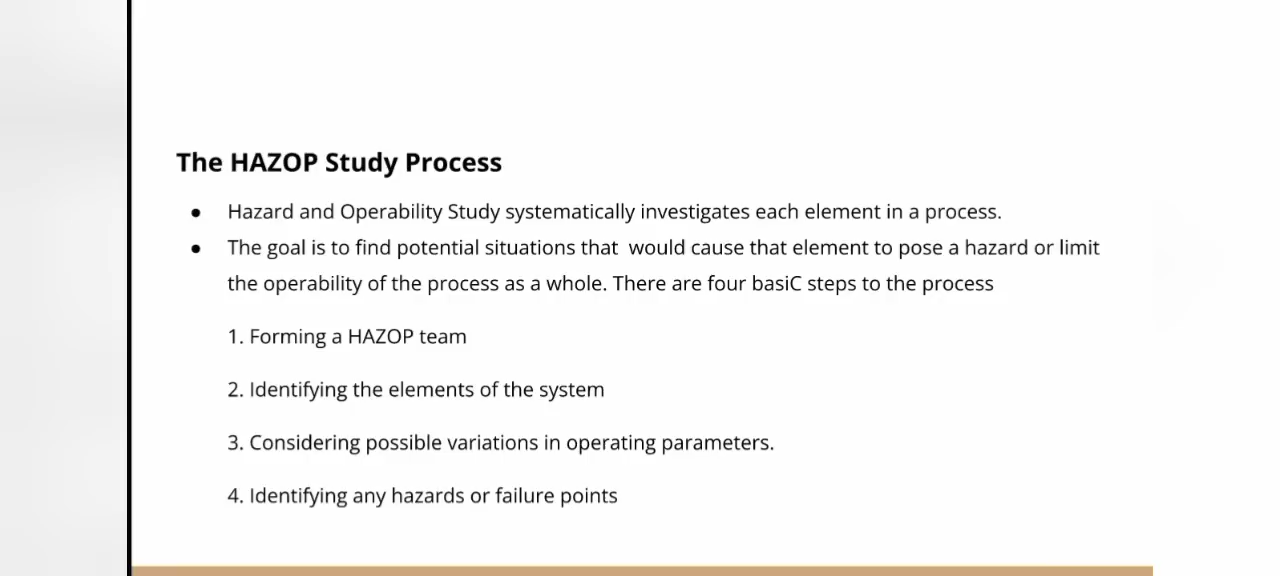 The HAZOP Study Process
● Hazard and Operability Study systematically investigates each element in a process.
● The goal is to find potential situations that  would cause that element to pose a hazard or limit
the operability of the process as a whole. There are four basiC steps to the process
1. Forming a HAZOP team
2. Identifying the elements of the system
3. Considering possible variations in operating parameters.
4. Identifying any hazards or failure points